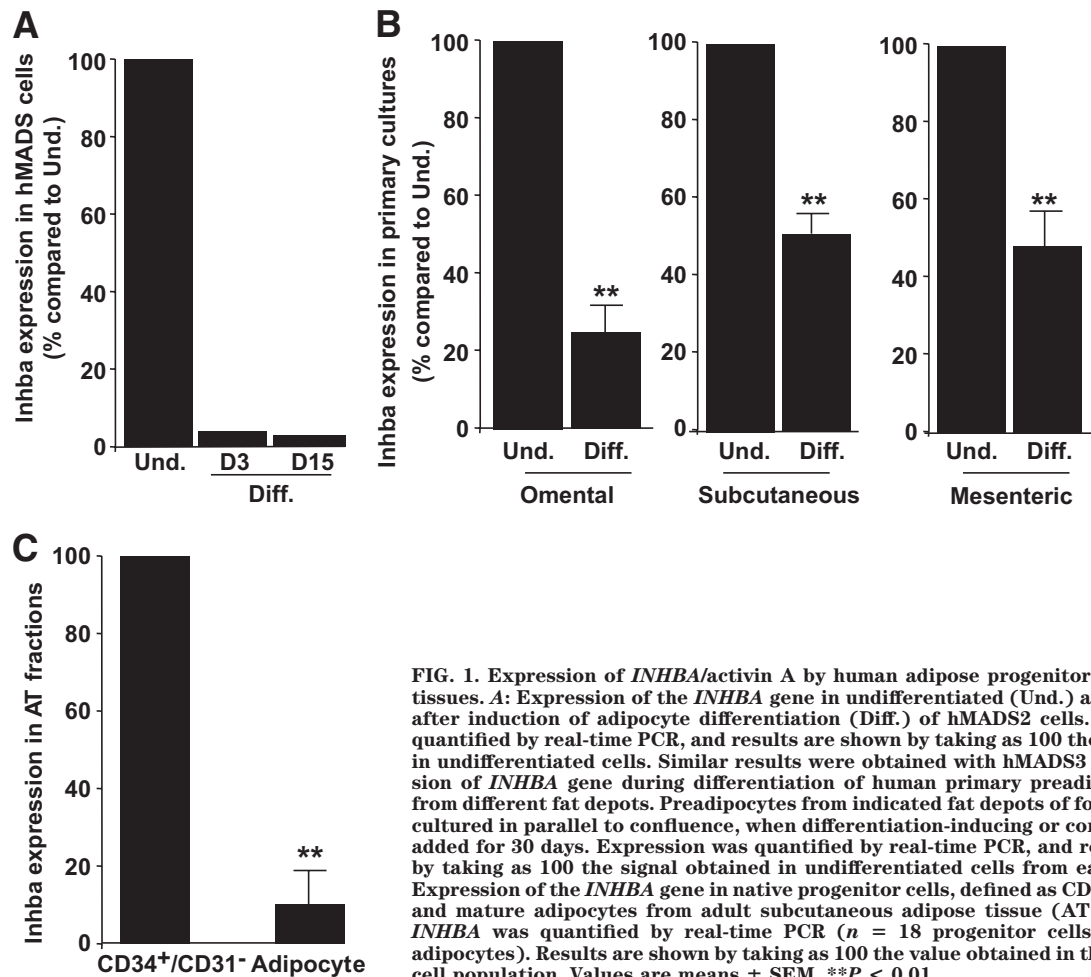 A
Inhba expression in hMADS cells
(% compared to Und.)
100
80
60
40
20
0
Und. D3 D15
Diff.
B
Inhba expression in primary cultures
(% compared to Und.)
100
80
60
40
20
0
**
Und. Diff.
Omental
100
80
60
40
20
0
**
Und. Diff.
Subcutaneous
100
80
60
40
20
0
**
Und. Diff.
Mesenteric
C
Inhba expression in AT fractions
100
80
60
40
20
0
**
CD34+/CD31- Adipocyte
FIG. 1. Expression of INHBA/activin A by human adipose progenitor
tissues. A: Expression of the INHBA gene in undifferentiated (Und.) a
after induction of adipocyte differentiation (Diff.) of hMADS2 cells.
quantified by real-time PCR, and results are shown by taking as 100 the
in undifferentiated cells. Similar results were obtained with hMADS3
sion of INHBA gene during differentiation of human primary preadi
from different fat depots. Preadipocytes from indicated fat depots of fo
cultured in parallel to confluence, when differentiation-inducing or co
added for 30 days. Expression was quantified by real-time PCR, and r
by taking as 100 the signal obtained in undifferentiated cells from ea
Expression of the INHBA gene in native progenitor cells, defined as CD
and mature adipocytes from adult subcutaneous adipose tissue (AT
INHBA was quantified by real-time PCR (n = 18 progenitor cells
adipocytes). Results are shown by taking as 100 the value obtained in th
cell population. Values are means ± SEM. **P < 0.01